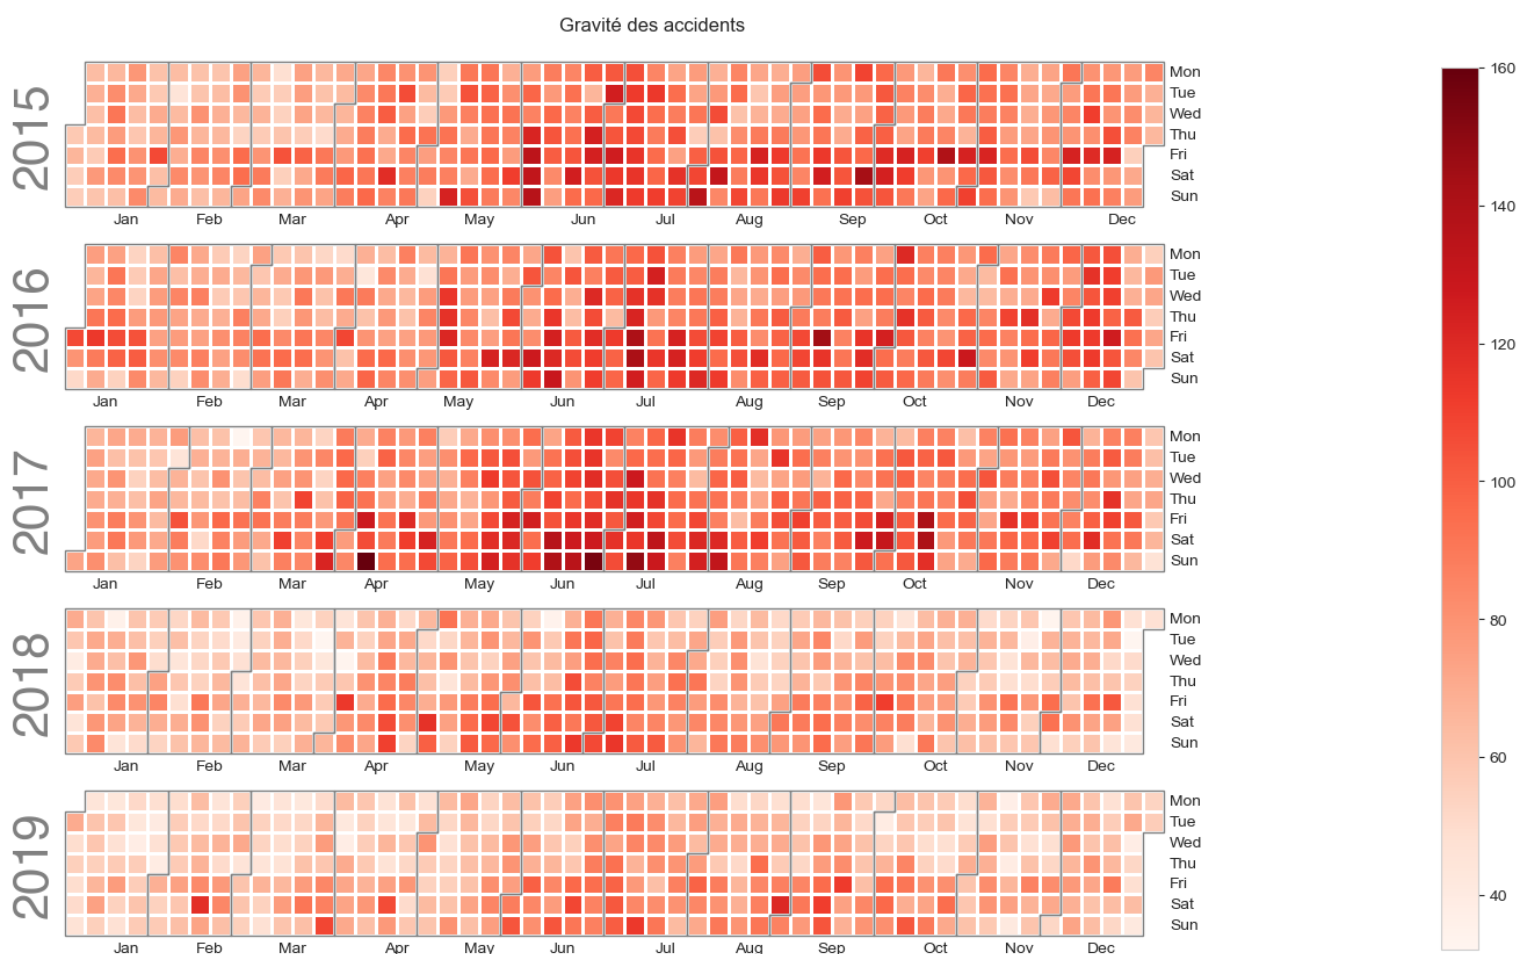 Gravité des accidents
2015
Mon
Tue
Wed
Thu
Fri
Sat
Sun
Jan Feb Mar Apr May Jun Jul Aug Sep Oct Nov Dec
2016
Mon
Tue
Wed
Thu
Fri
Sat
Sun
Jan Feb Mar Apr May Jun Jul Aug Sep Oct Nov Dec
2017
Mon
Tue
Wed
Thu
Fri
Sat
Sun
Jan Feb Mar Apr May Jun Jul Aug Sep Oct Nov Dec
2018
Mon
Tue
Wed
Thu
Fri
Sat
Sun
Jan Feb Mar Apr May Jun Jul Aug Sep Oct Nov Dec
2019
Mon
Tue
Wed
Thu
Fri
Sat
Sun
Jan Feb Mar Apr May Jun Jul Aug Sep Oct Nov Dec
160
140
120
100
80
60
40